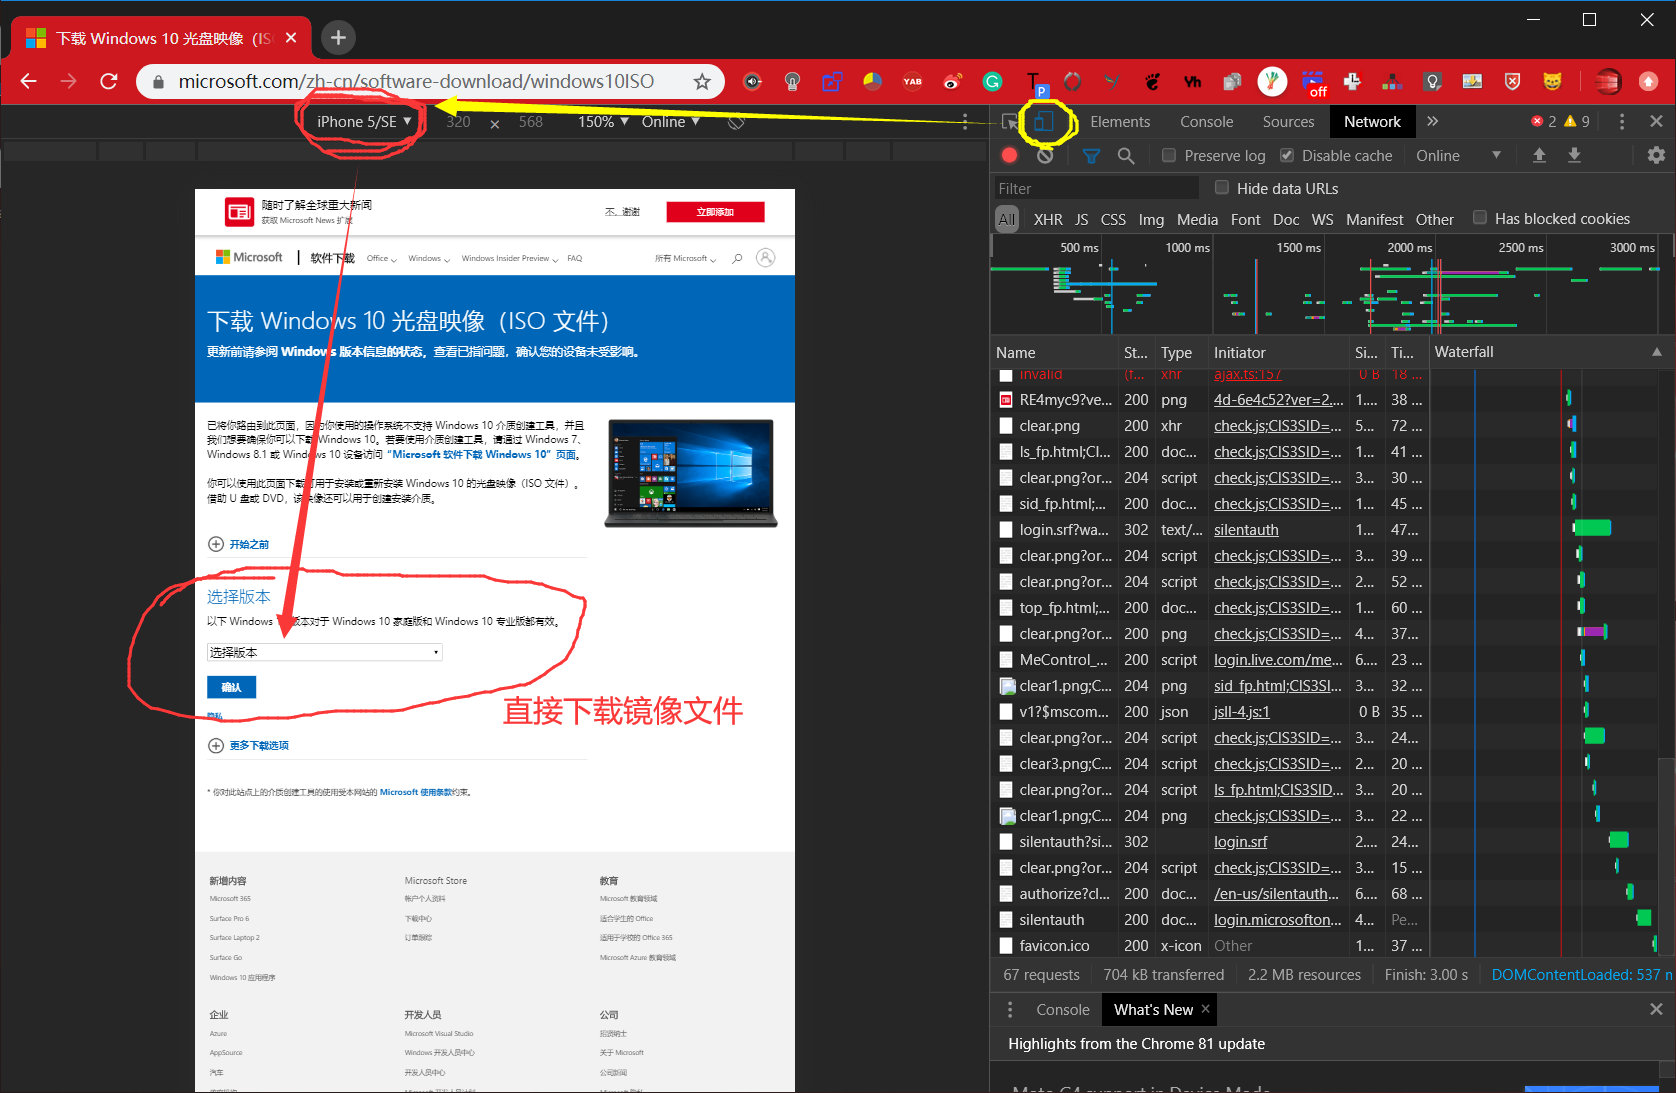 下载 Windows 10 光盘映像（IS
microsoft.com/zh-cn/software-download/windows10ISO
YAB
Yh
off
P
iPhone 5/SE
320
568
150%
Online
Elements
Console
Sources
Network
2
9
Preserve log
Disable cache
Online
Filter
Hide data URLs
All
XHR
JS
CSS
Img
Media
Font
Doc
WS
Manifest
Other
Has blocked cookies
500 ms
1000 ms
1500 ms
2000 ms
2500 ms
3000 ms
Name
St...
Type
Initiator
Si...
Ti...
Waterfall
invalid (f... xhr ajax.ts:157 0 B 18 ...
RE4myc9?ve... 200 png 4d-6e4c52?ver=2.... 1.... 38 ...
clear.png 200 xhr check.js;CIS3SID=... 5... 72 ...
ls_fp.html;CI... 200 doc... check.js;CIS3SID=... 1... 41 ...
clear.png?or... 204 script check.js;CIS3SID=... 3... 30 ...
sid_fp.html;... 200 doc... check.js;CIS3SID=... 1... 45 ...
login.srf?wa... 302 text/... silentauth 1... 47...
clear.png?or... 204 script check.js;CIS3SID=... 3... 39 ...
clear.png?or... 204 script check.js;CIS3SID=... 2... 52 ...
top_fp.html;... 200 doc... check.js;CIS3SID=... 1... 60 ...
clear.png?or... 200 png check.js;CIS3SID=... 4... 37...
MeControl_... 200 script login.live.com/me... 6.... 23 ...
clear1.png;C... 204 png sid_fp.html;CIS3SI... 3... 32 ...
v1?$mscom... 200 json jsll-4.js:1 0 B 35 ...
clear.png?or... 204 script check.js;CIS3SID=... 3... 24...
clear3.png;C... 204 script check.js;CIS3SID=... 2... 20 ...
clear.png?or... 204 script ls_fp.html;CIS3SID... 3... 20 ...
clear1.png;C... 204 png check.js;CIS3SID=... 3... 22 ...
silentauth?si... 302 login.srf 2.... 24...
clear.png?or... 204 script check.js;CIS3SID=... 3... 15 ...
authorize?cl... 200 doc... /en-us/silentauth... 6.... 68 ...
silentauth 200 doc... login.microsofton... 4... Pe...
favicon.ico 200 x-icon Other 1... 37 ...
67 requests
704 kB transferred
2.2 MB resources
Finish: 3.00 s
DOMContentLoaded: 537 m
Console
What's New
Highlights from the Chrome 81 update
Moto G4 support in Device Mode
随时了解全球重大新闻
获取 Microsoft News 扩展
不，谢谢
立即添加
Microsoft
软件下载
Office
Windows
Windows Insider Preview
FAQ
所有 Microsoft
下载 Windows 10 光盘映像（ISO 文件）
更新前请参阅 Windows 版本信息的状态，查看已指问题，确认您的设备未受影响。
已将你路由到此页面，因为你使用的操作系统不支持 Windows 10 介质创建工具，并且
我们想要确保你可以下载 Windows 10。若要使用介质创建工具，请通过 Windows 7、
Windows 8.1 或 Windows 10 设备访问“Microsoft 软件下载 Windows 10”页面。
你可以使用此页面下载可用于安装或重新安装 Windows 10 的光盘映像（ISO 文件）。
借助 U 盘或 DVD，该映像还可以用于创建安装介质。
开始之前
选择版本
以下 Windows 版本对于 Windows 10 家庭版和 Windows 10 专业版都有效。
选择版本
确认
隐私
直接下载镜像文件
更多下载选项
* 你对此站点上的介质创建工具的使用受本网站的 Microsoft 使用条款约束。
新增内容
Microsoft 365
Surface Pro 6
Surface Laptop 2
Surface Go
Windows 10 应用程序
Microsoft Store
帐户个人资料
下载中心
订单跟踪
教育
Microsoft 教育领域
适合学生的 Office
适用于学校的 Office 365
Microsoft Azure 教育领域
企业
Azure
AppSource
汽车
开发人员
Microsoft Visual Studio
Windows 开发人员中心
开发人员中心
公司
招贤纳士
关于 Microsoft
公司新闻